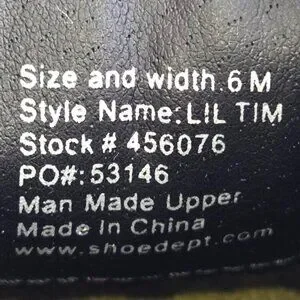 Size and width.6 M
Style Name:LIL TIM
Stock # 456076
PO#: 53146
Man Made Upper
Made In China
www.shoedept.com